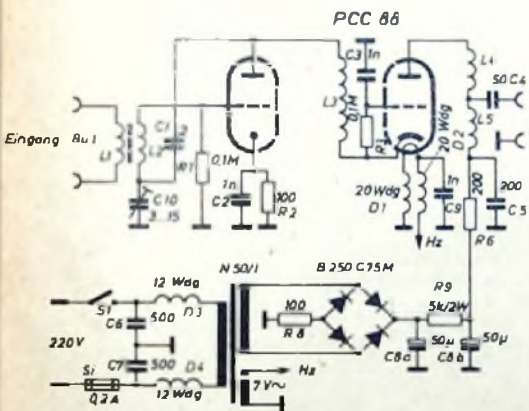 PCC 88
Eingang Bu1
L1
L2
C1
C10
3...15
R1
0,1M
1n
C2
100
R2
C3 1n
L3
0,1M
R3
20 Wdg
D1
20 Wdg
1n
C9
Hz
L4
50 C4
L5
D2
200
R6
200
C5
N 50/1
B250 C75M
12 Wdg
D3
S1
C6
500
220V
C7
500
Si
0,2A
D4
12 Wdg
100
R8
Hz
7V~
R9
5k/2W
50µ
C8a
C8b
50µ